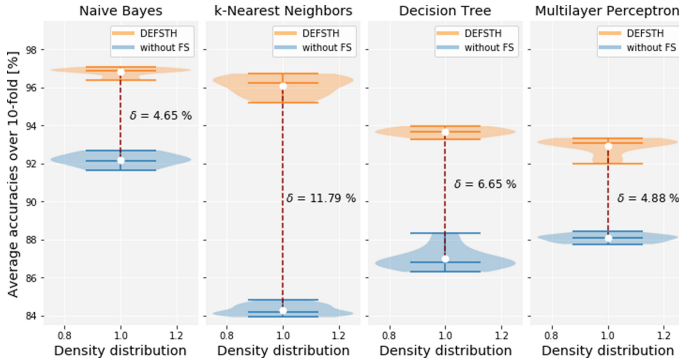 Naive Bayes
k-Nearest Neighbors
Decision Tree
Multilayer Perceptron
DEFSTH
without FS
DEFSTH
without FS
DEFSTH
without FS
DEFSTH
without FS
Average accuracies over 10-fold [%]
98
96
94
92
90
88
86
84
δ = 4.65 %
δ = 11.79 %
δ = 6.65 %
δ = 4.88 %
0.8 1.0 1.2
0.8 1.0 1.2
0.8 1.0 1.2
0.8 1.0 1.2
Density distribution
Density distribution
Density distribution
Density distribution